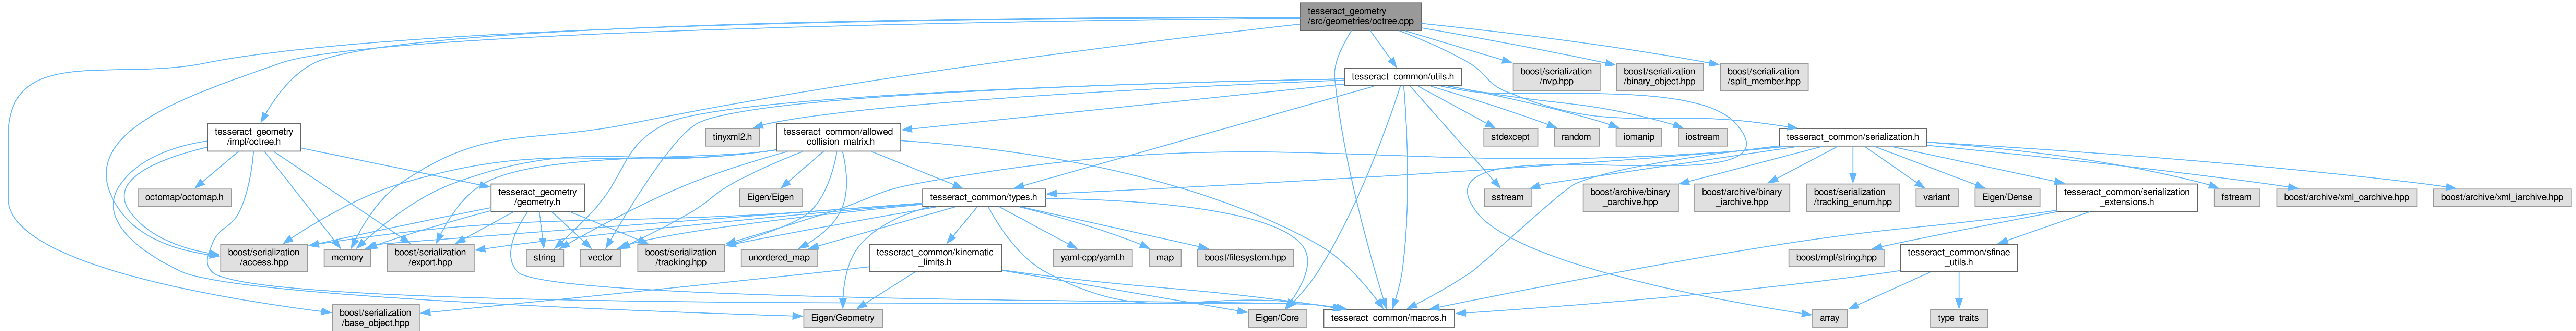 tesseract_geometry
/src/geometries/octree.cpp
tesseract_common/utils.h
boost/serialization
/nvp.hpp
boost/serialization
/binary_object.hpp
boost/serialization
/split_member.hpp
tesseract_geometry
/impl/octree.h
tinyxml2.h
tesseract_common/allowed
_collision_matrix.h
stdexcept
random
iomanip
iostream
tesseract_common/serialization.h
octomap/octomap.h
tesseract_geometry
/geometry.h
Eigen/Eigen
tesseract_common/types.h
sstream
boost/archive/binary
_oarchive.hpp
boost/archive/binary
_iarchive.hpp
boost/serialization
/tracking_enum.hpp
variant
Eigen/Dense
tesseract_common/serialization
_extensions.h
fstream
boost/archive/xml_oarchive.hpp
boost/archive/xml_iarchive.hpp
boost/serialization
/access.hpp
memory
boost/serialization
/export.hpp
string
vector
boost/serialization
/tracking.hpp
unordered_map
tesseract_common/kinematic
_limits.h
yaml-cpp/yaml.h
map
boost/filesystem.hpp
boost/mpl/string.hpp
tesseract_common/sfinae
_utils.h
boost/serialization
/base_object.hpp
Eigen/Geometry
Eigen/Core
tesseract_common/macros.h
array
type_traits